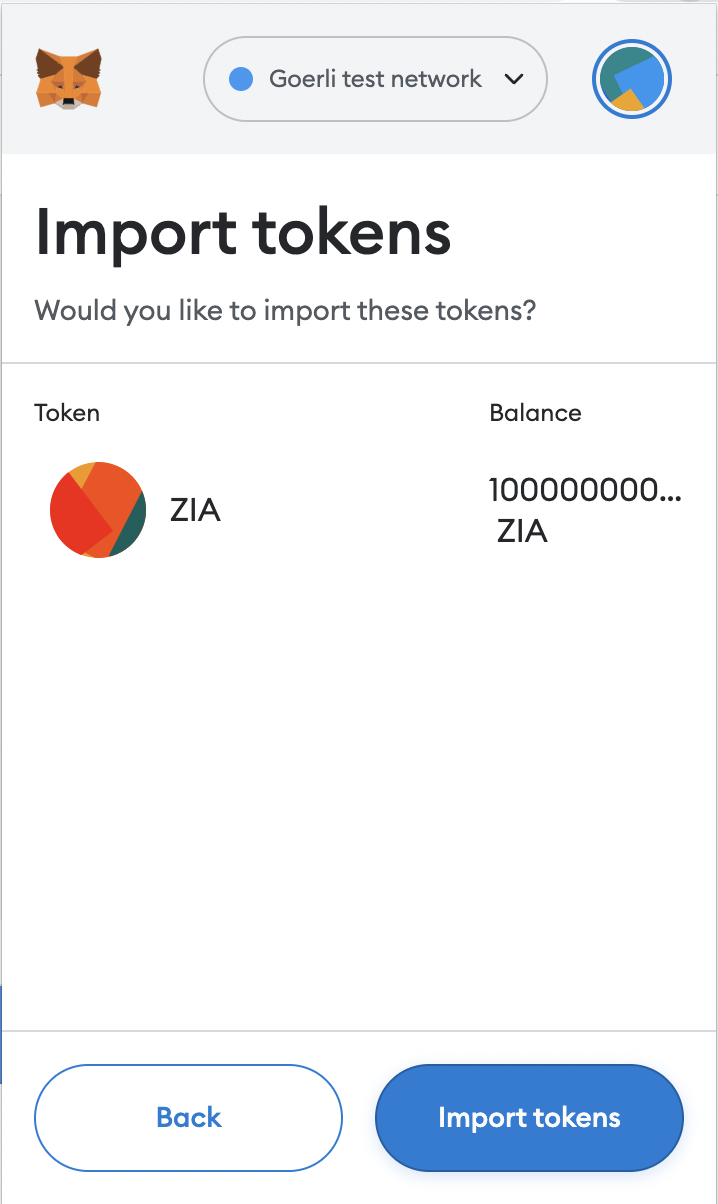 Goerli test network
Import tokens
Would you like to import these tokens?
Token Balance
ZIA
100000000...
ZIA
Back Import tokens